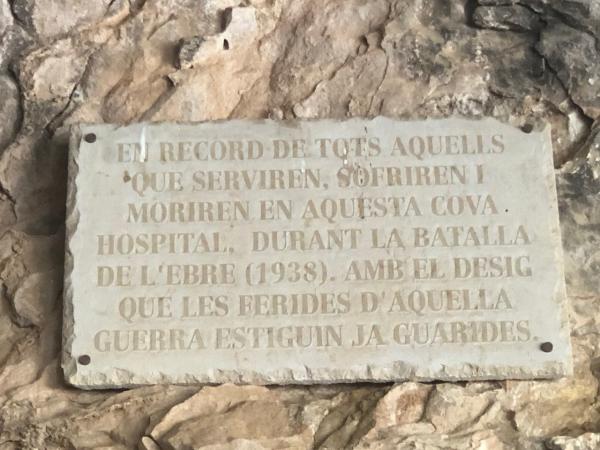 EN RECORD DE TOTS AQUELLS
QUE SERVIREN, SOFRIREN I
MORIREN EN AQUESTA COVA
HOSPITAL, DURANT LA BATALLA
DE L'EBRE (1938). AMB EL DESIG
QUE LES FERIDES D'AQUELLA
GUERRA ESTIGUIN JA GUARIDES.